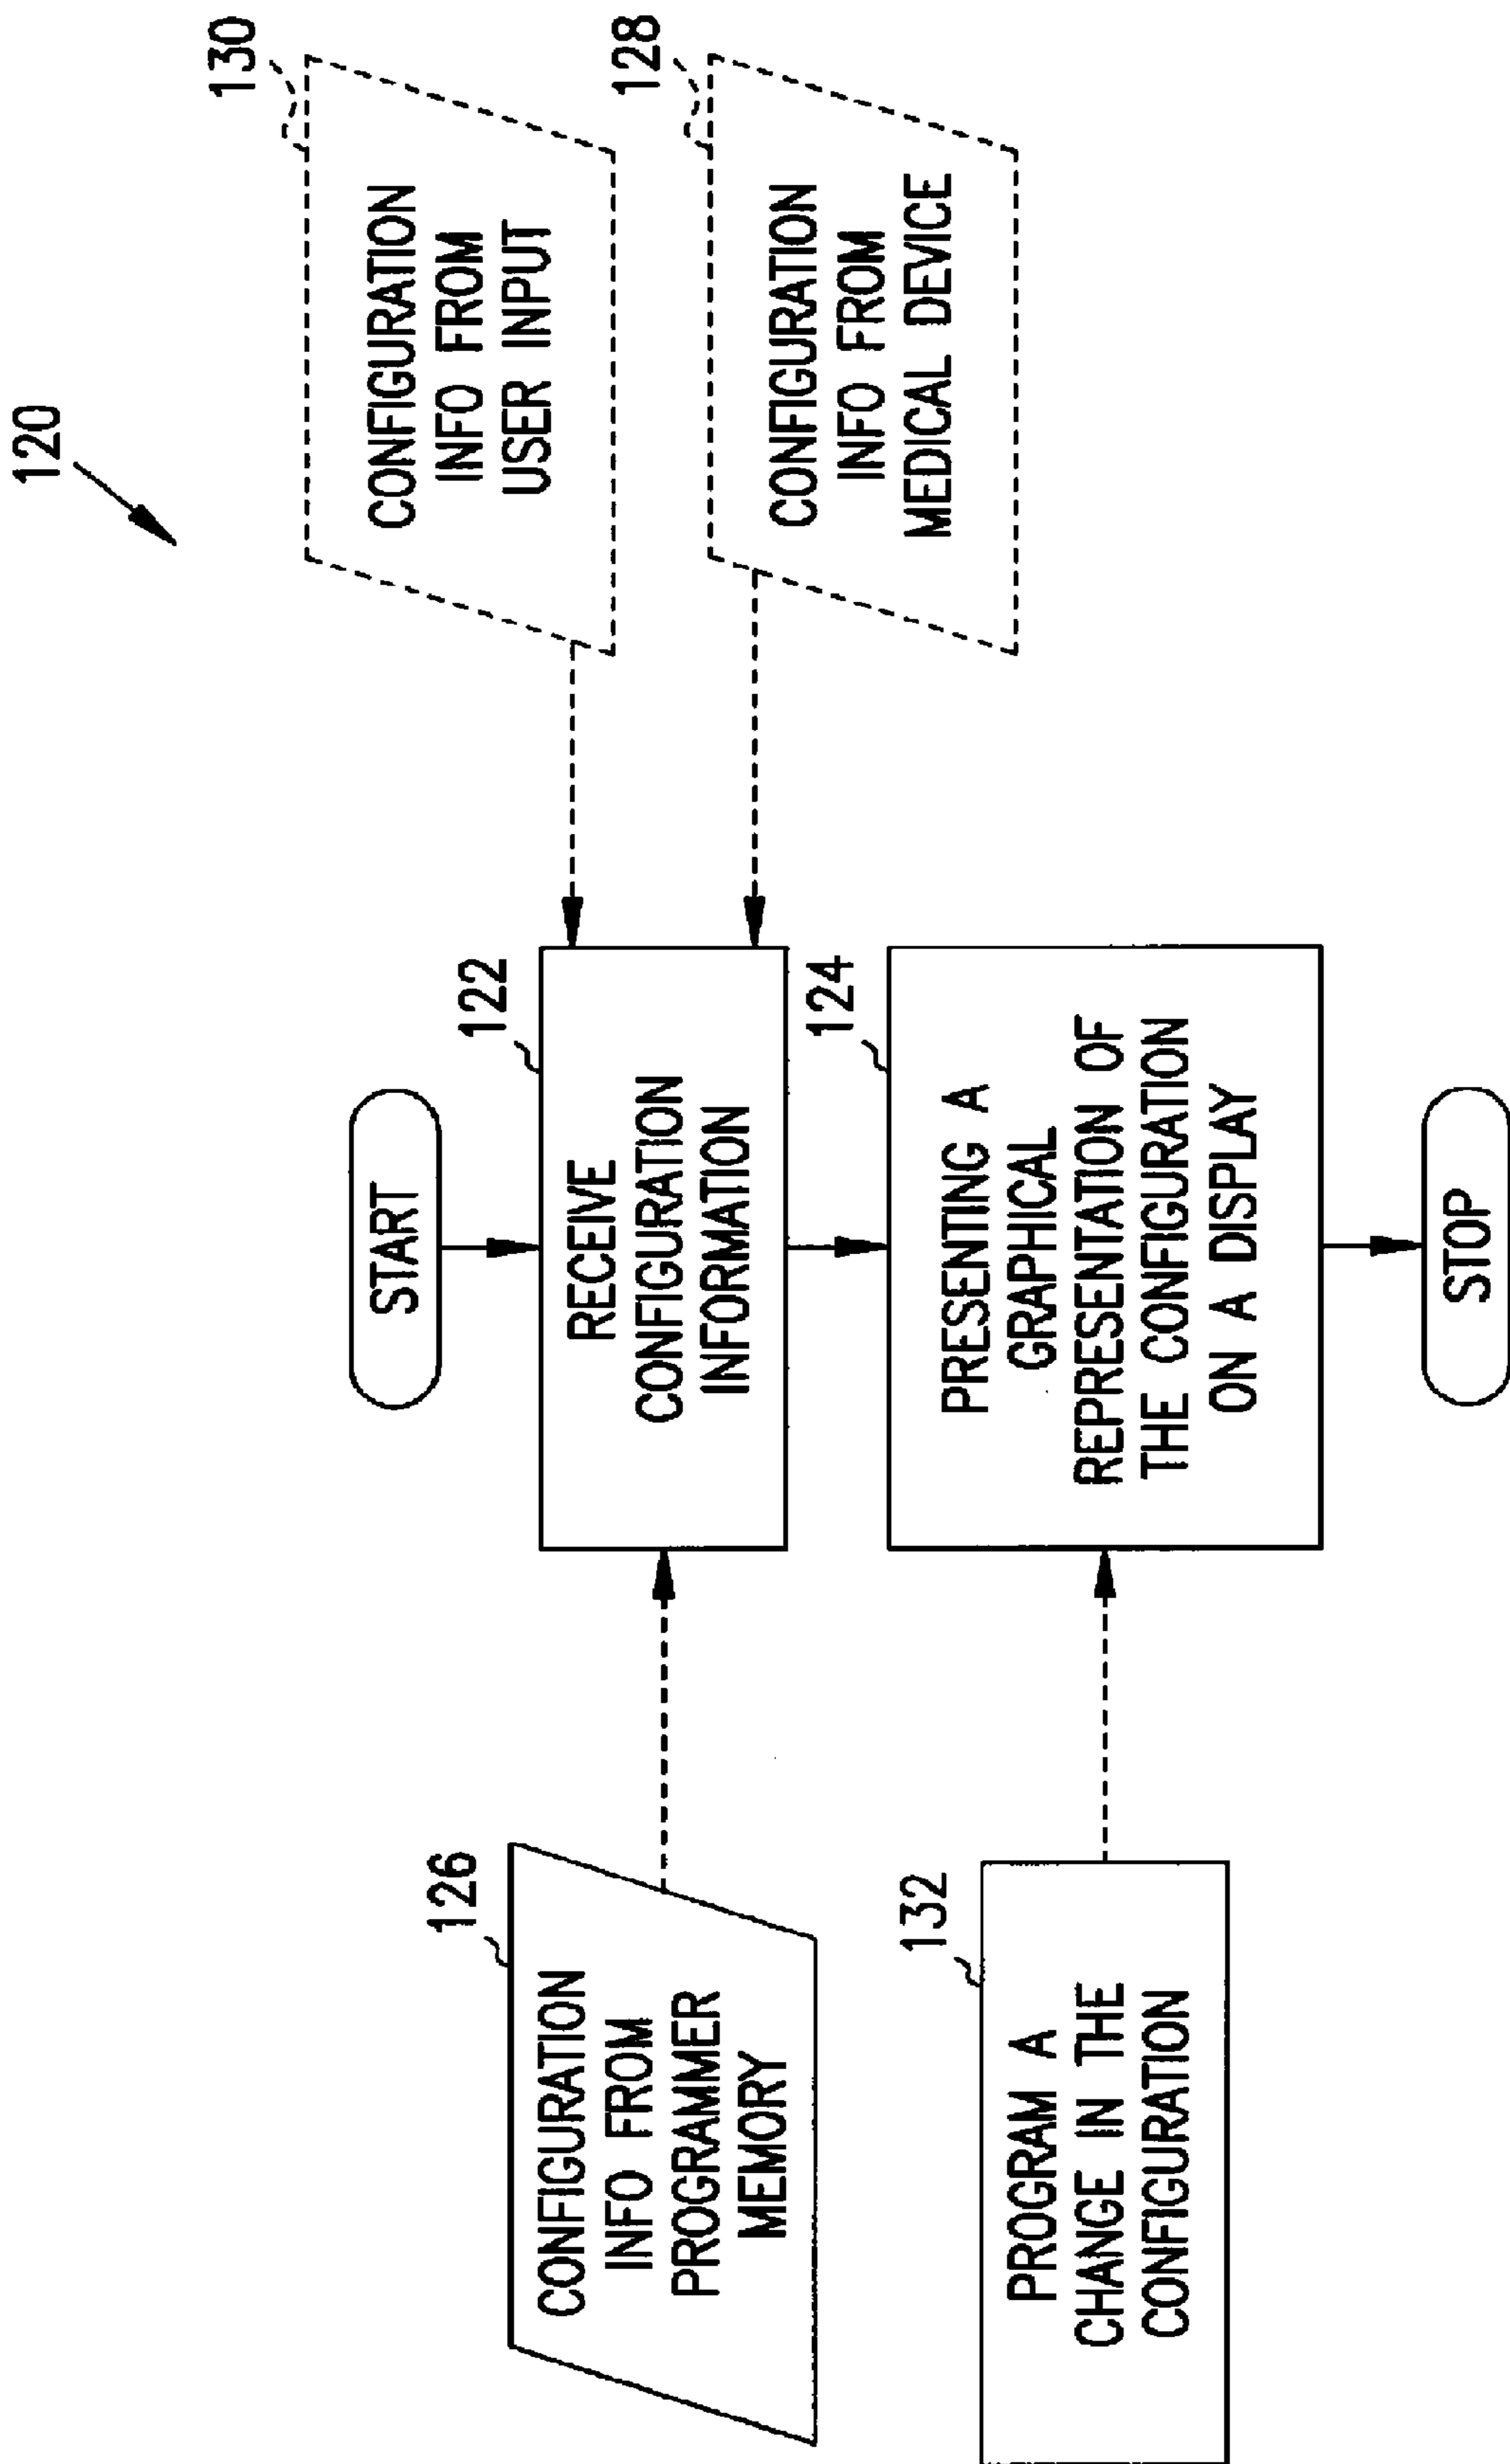 120
START
130
CONFIGURATION
INFO FROM
USER INPUT
126
CONFIGURATION
INFO FROM
PROGRAMMER
MEMORY
122
RECEIVE
CONFIGURATION
INFORMATION
128
CONFIGURATION
INFO FROM
MEDICAL DEVICE
132
PROGRAM A
CHANGE IN THE
CONFIGURATION
124
PRESENTING A
GRAPHICAL
REPRESENTATION OF
THE CONFIGURATION
ON A DISPLAY
STOP